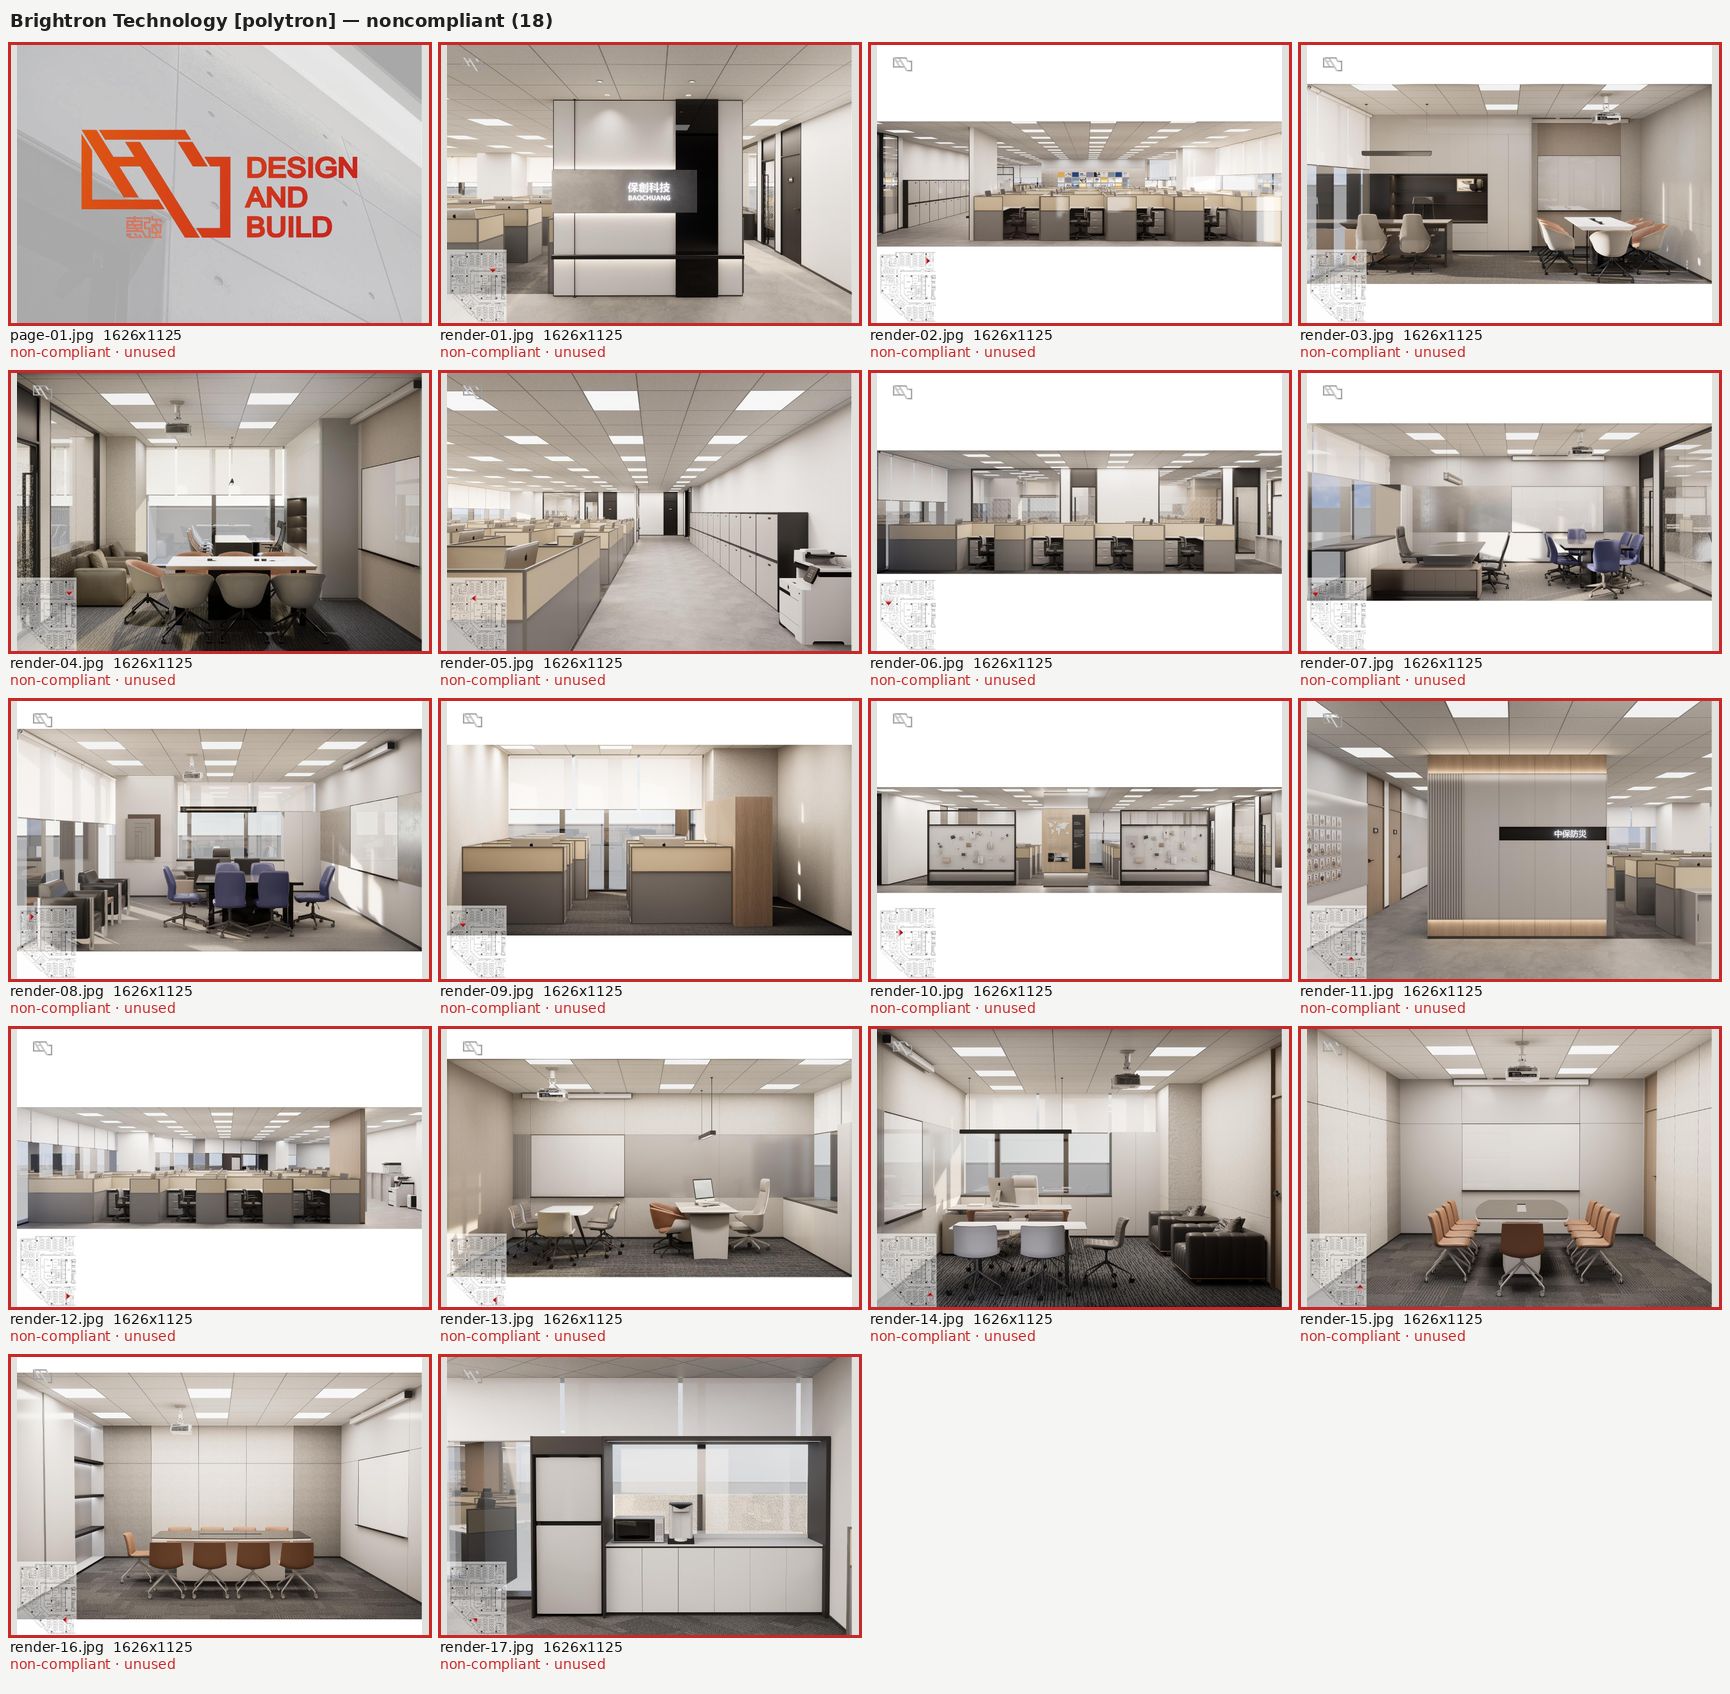 Brightron Technology [polytron] — noncompliant (18)
DESIGN
AND
BUILD
惠強
page-01.jpg 1626x1125
non-compliant · unused
保創科技
BAOCHUANG
render-01.jpg 1626x1125
non-compliant · unused
render-02.jpg 1626x1125
non-compliant · unused
render-03.jpg 1626x1125
non-compliant · unused
render-04.jpg 1626x1125
non-compliant · unused
render-05.jpg 1626x1125
non-compliant · unused
render-06.jpg 1626x1125
non-compliant · unused
render-07.jpg 1626x1125
non-compliant · unused
render-08.jpg 1626x1125
non-compliant · unused
render-09.jpg 1626x1125
non-compliant · unused
render-10.jpg 1626x1125
non-compliant · unused
中保防災
render-11.jpg 1626x1125
non-compliant · unused
render-12.jpg 1626x1125
non-compliant · unused
render-13.jpg 1626x1125
non-compliant · unused
render-14.jpg 1626x1125
non-compliant · unused
render-15.jpg 1626x1125
non-compliant · unused
render-16.jpg 1626x1125
non-compliant · unused
render-17.jpg 1626x1125
non-compliant · unused